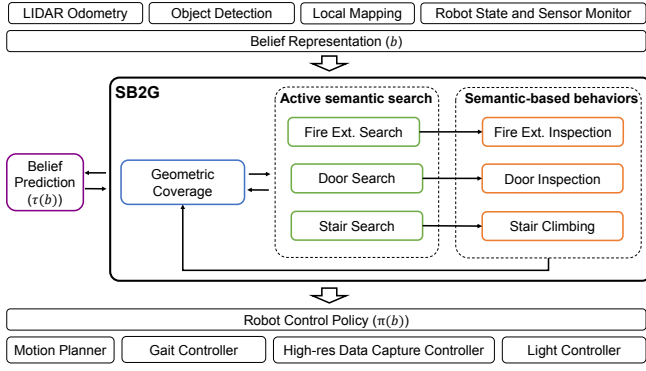 LIDAR Odometry
Object Detection
Local Mapping
Robot State and Sensor Monitor
Belief Representation (b)
SB2G
Active semantic search
Semantic-based behaviors
Fire Ext. Search
Fire Ext. Inspection
Belief
Prediction
(τ(b))
Geometric
Coverage
Door Search
Door Inspection
Stair Search
Stair Climbing
Robot Control Policy (π(b))
Motion Planner
Gait Controller
High-res Data Capture Controller
Light Controller